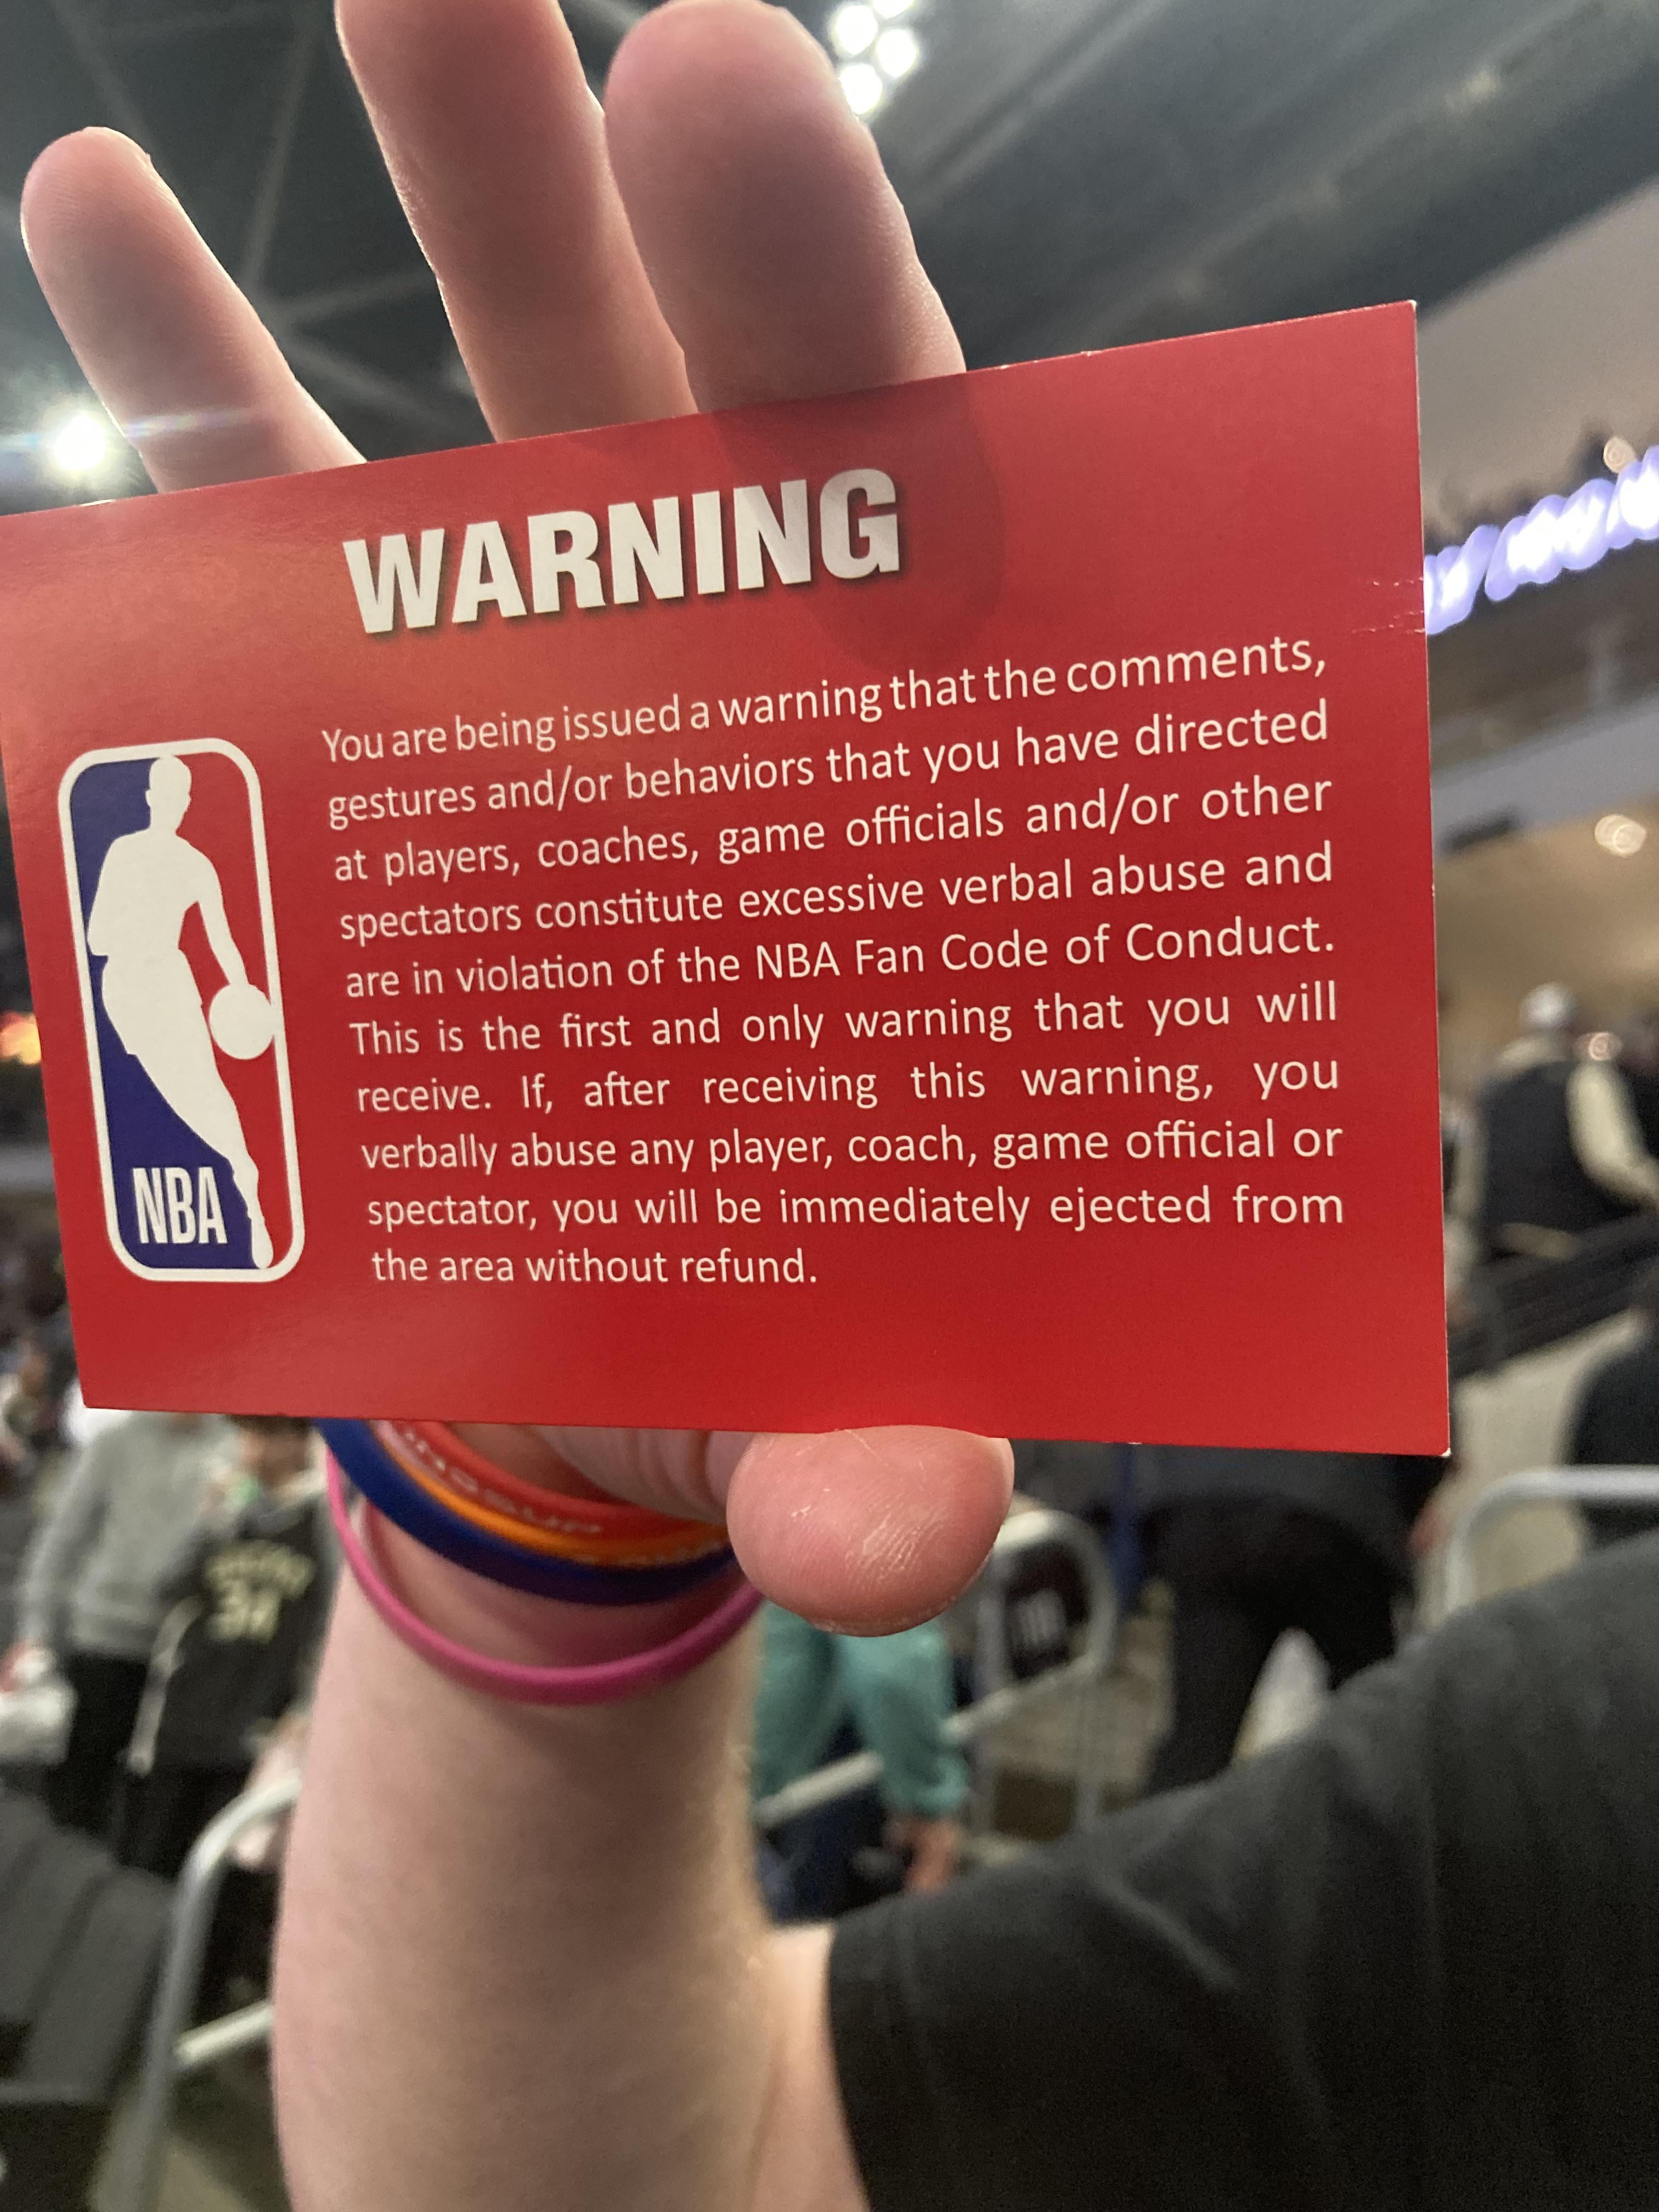 WARNING
You are being issued a warning that the comments,
gestures and/or behaviors that you have directed
at players, coaches, game officials and/or other
spectators constitute excessive verbal abuse and
are in violation of the NBA Fan Code of Conduct.
This is the first and only warning that you will
receive. If, after receiving this warning, you
verbally abuse any player, coach, game official or
spectator, you will be immediately ejected from
the area without refund.
NBA
34